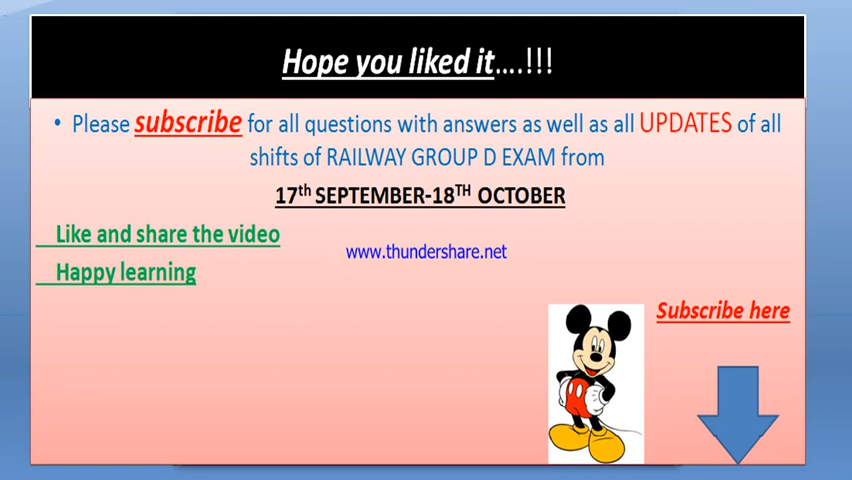 Hope you liked it....!!!
• Please subscribe for all questions with answers as well as all UPDATES of all
shifts of RAILWAY GROUP D EXAM from
17th SEPTEMBER-18TH OCTOBER
Like and share the video
www.thundershare.net
Happy learning
Subscribe here